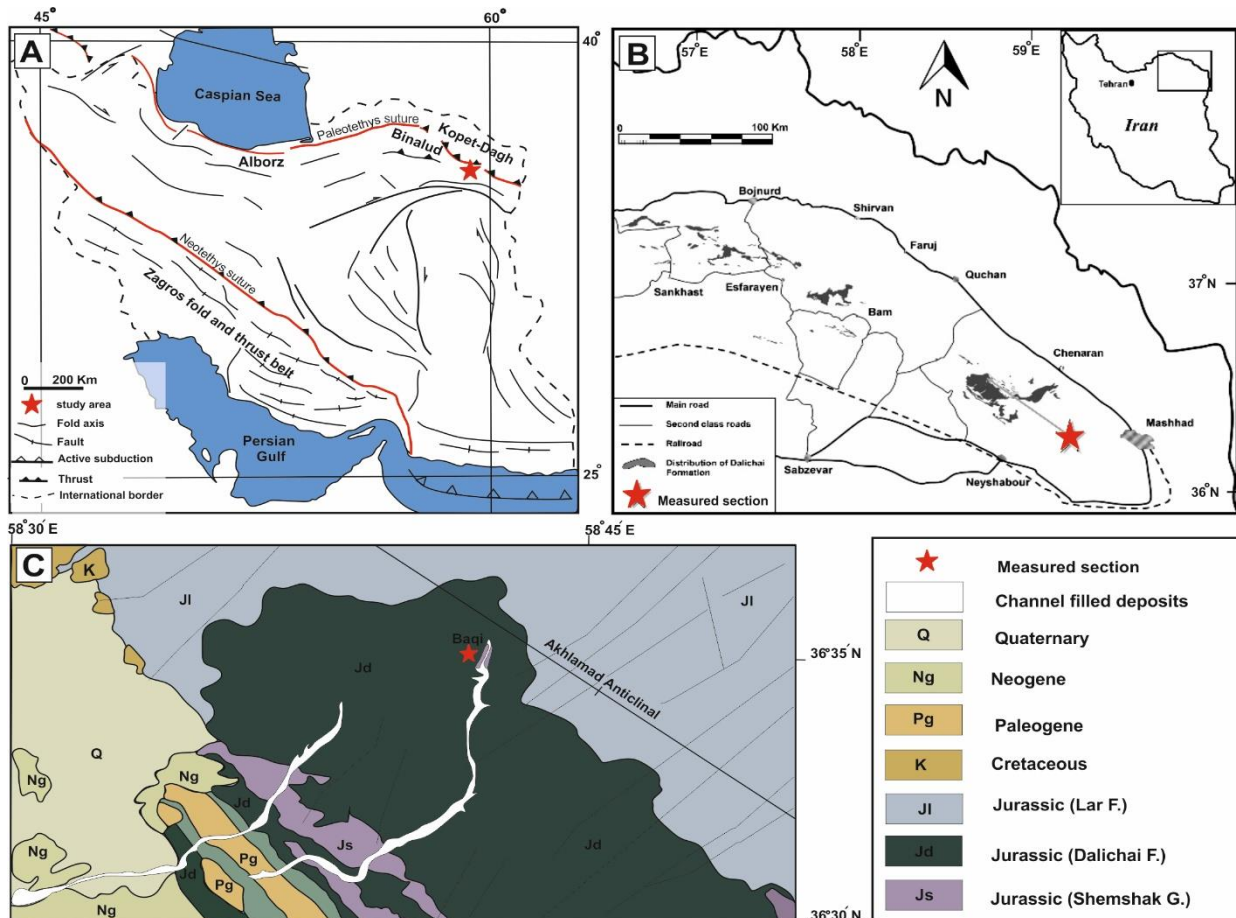 45°
60°
40°
A
Caspian Sea
Paleotethys suture
Kopet-Dagh
Binalud
Alborz
Neotethys suture
Zagros fold and thrust belt
0 200 Km
study area
Fold axis
Fault
Active subduction
Thrust
International border
Persian
Gulf
25°
B
57°E
58°E
59°E
N
Tehran
Iran
0 100 Km
Bojnurd
Shirvan
Faruj
Quchan
37°N
Sankhast
Esfarayen
Bam
Chenaran
Mashhad
Sabzevar
Neyshabour
36°N
Main road
Second class roads
Railroad
Distribution of Dalichai
Formation
Measured section
58°30 E
58°45 E
C
K
Jl
Jl
Baqi
Jd
Akhlamad Anticlinal
36°35 N
Q
Ng
Ng
Jd
Js
Jd
Ng
Pg
Jd
Pg
Ng
36°30 N
Measured section
Channel filled deposits
Q Quaternary
Ng Neogene
Pg Paleogene
K Cretaceous
Jl Jurassic (Lar F.)
Jd Jurassic (Dalichai F.)
Js Jurassic (Shemshak G.)